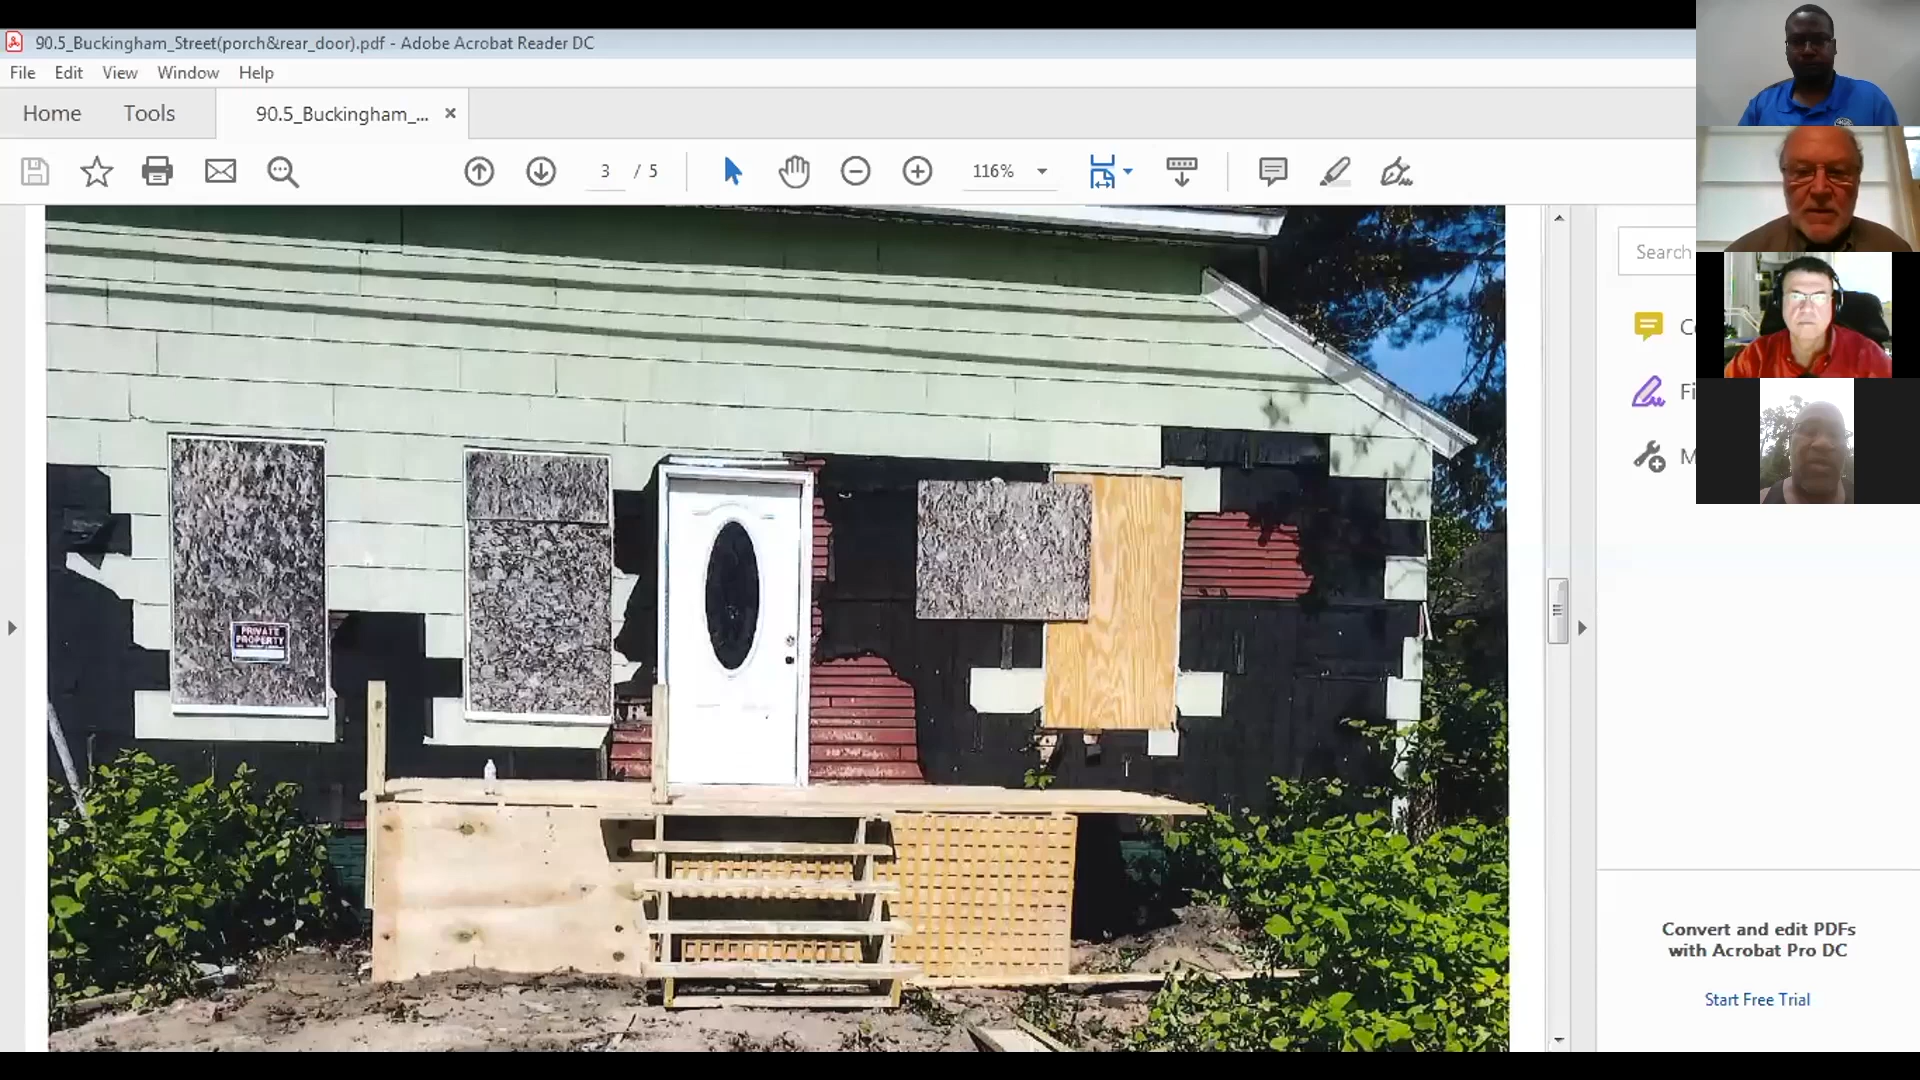 90.5_Buckingham_Street(porch&rear_door).pdf - Adobe Acrobat Reader DC
File Edit View Window Help
Home Tools 90.5_Buckingham_... ×
3 / 5 116%
Search
PRIVATE
PROPERTY
Convert and edit PDFs
with Acrobat Pro DC
Start Free Trial